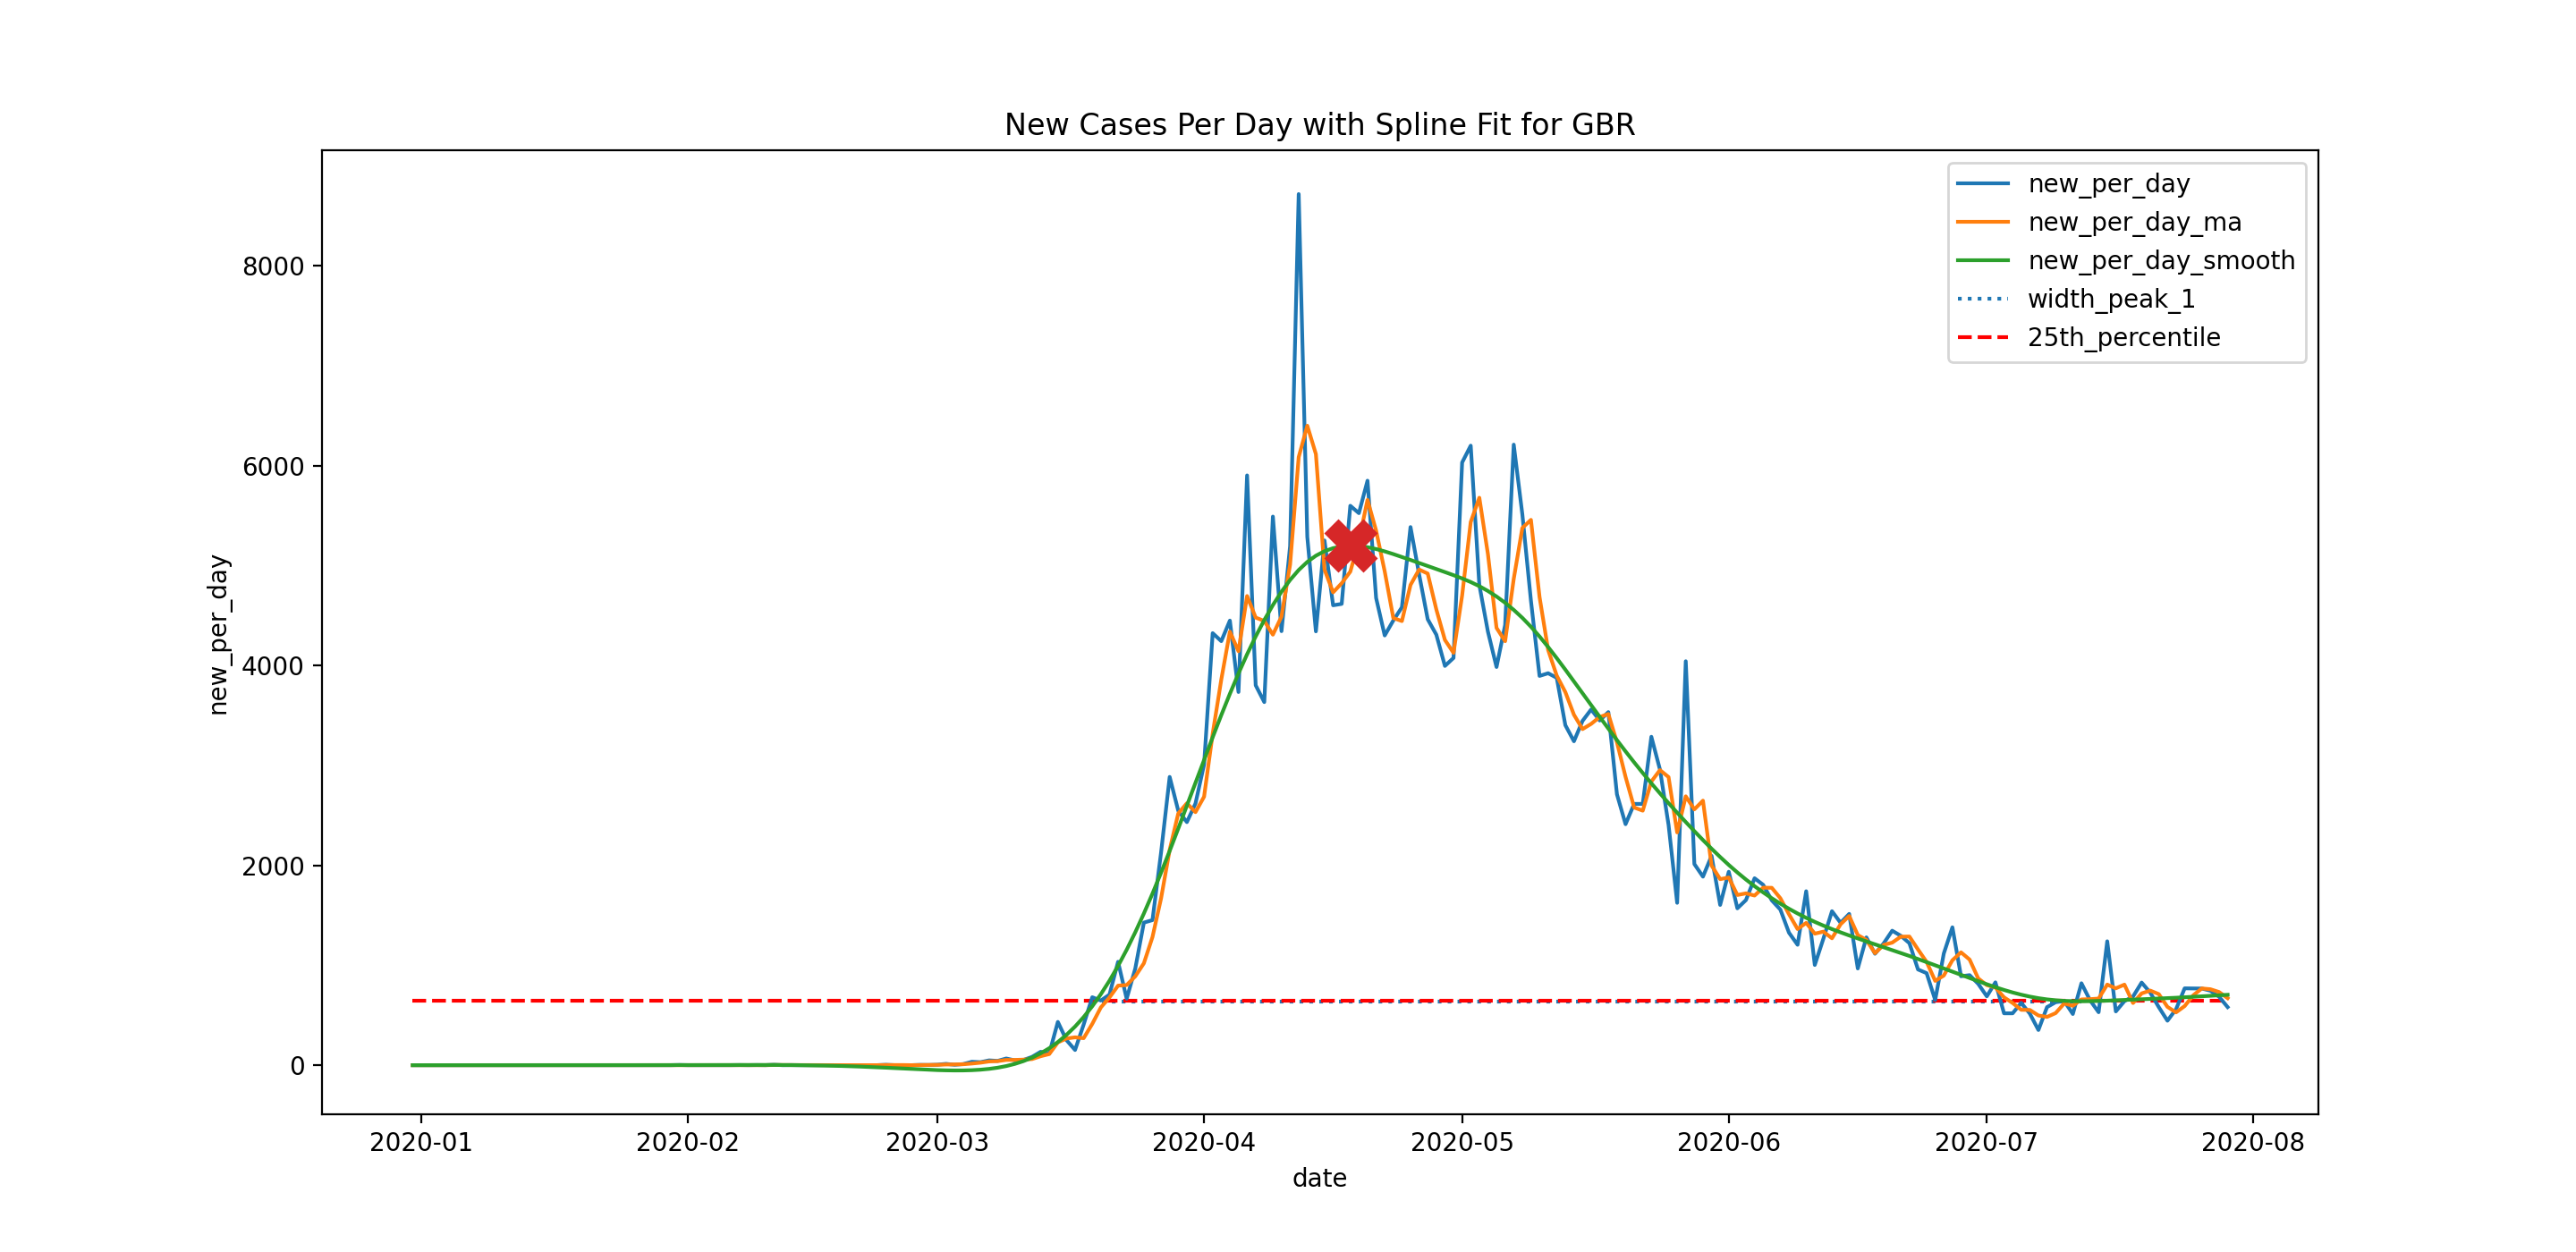 New Cases Per Day with Spline Fit for GBR
new_per_day
new_per_day_ma
new_per_day_smooth
width_peak_1
25th_percentile
8000
6000
4000
2000
0
new_per_day
2020-01 2020-02 2020-03 2020-04 2020-05 2020-06 2020-07 2020-08
date